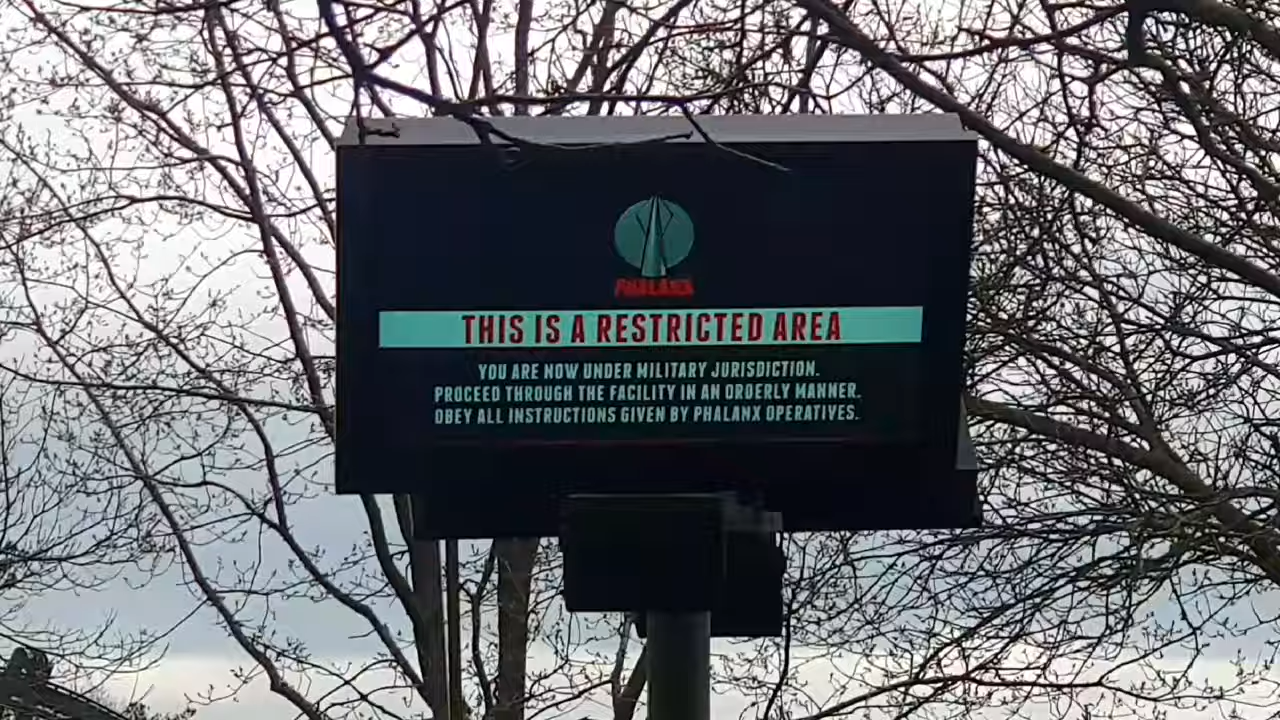 PHALANX
THIS IS A RESTRICTED AREA
YOU ARE NOW UNDER MILITARY JURISDICTION.
PROCEED THROUGH THE FACILITY IN AN ORDERLY MANNER.
OBEY ALL INSTRUCTIONS GIVEN BY PHALANX OPERATIVES.